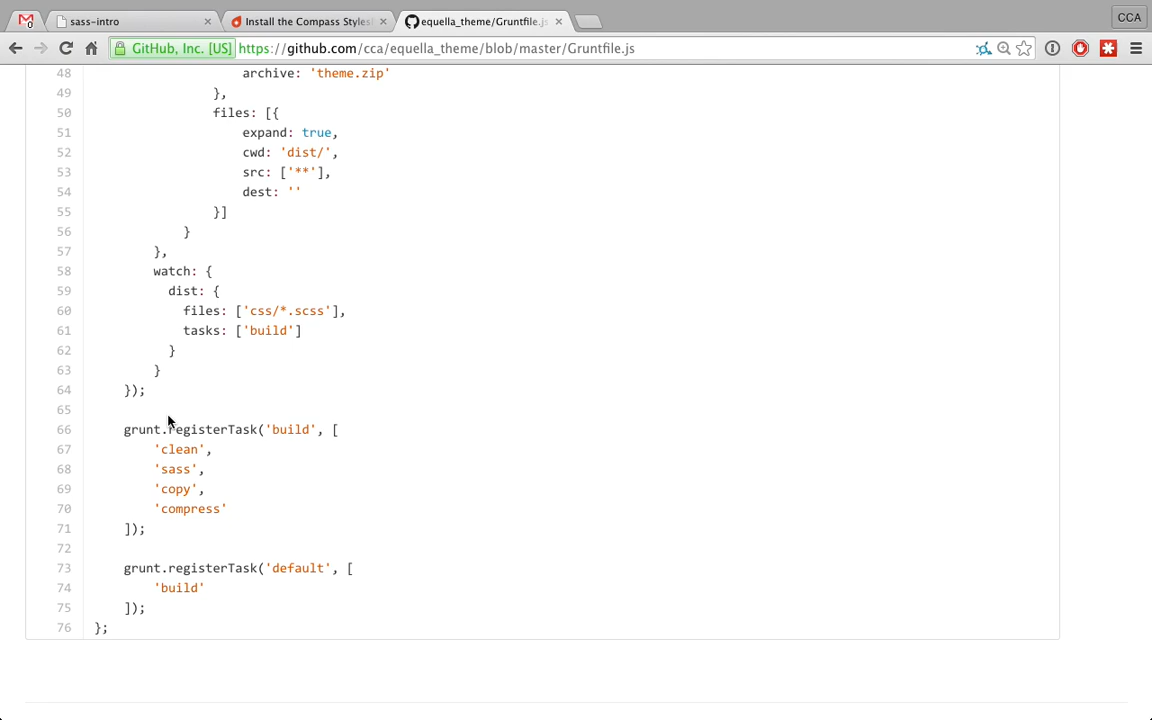 0
sass-intro ×
Install the Compass Styles! ×
equella_theme/Gruntfile.js ×
CCA
GitHub, Inc. [US] https://github.com/cca/equella_theme/blob/master/Gruntfile.js
48 archive: 'theme.zip'
49 },
50 files: [{
51 expand: true,
52 cwd: 'dist/',
53 src: ['**'],
54 dest: ''
55 }]
56 }
57 },
58 watch: {
59 dist: {
60 files: ['css/*.scss'],
61 tasks: ['build']
62 }
63 }
64 });
65
66 grunt.registerTask('build', [
67 'clean',
68 'sass',
69 'copy',
70 'compress'
71 ]);
72
73 grunt.registerTask('default', [
74 'build'
75 ]);
76 };